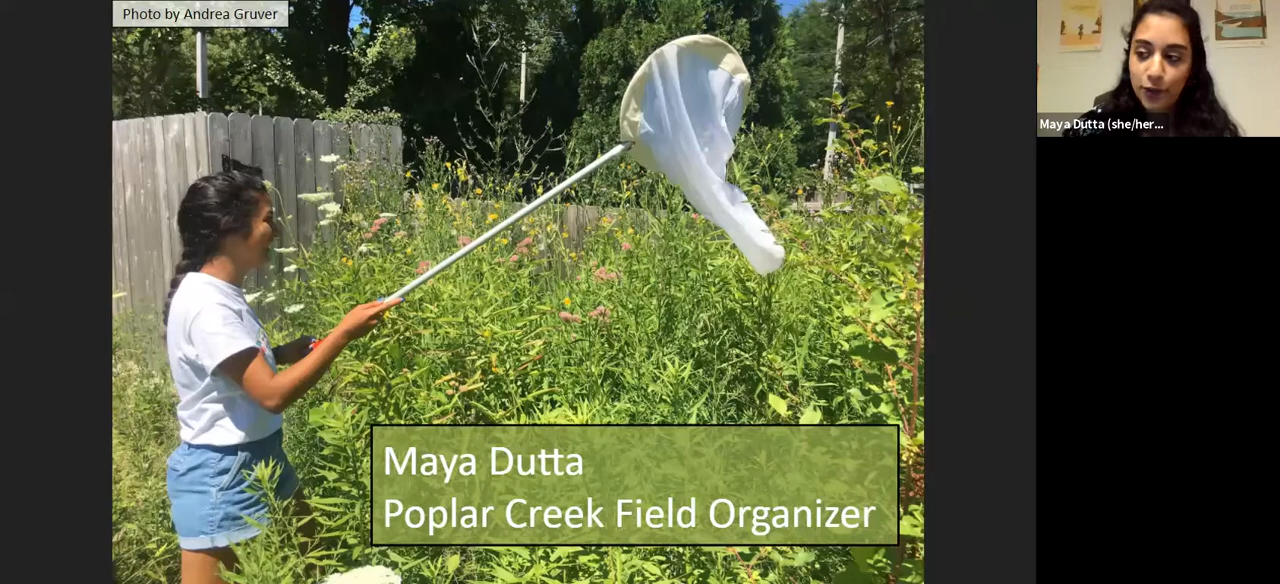 Photo by Andrea Gruver
Maya Dutta (she/her...
Maya Dutta
Poplar Creek Field Organizer